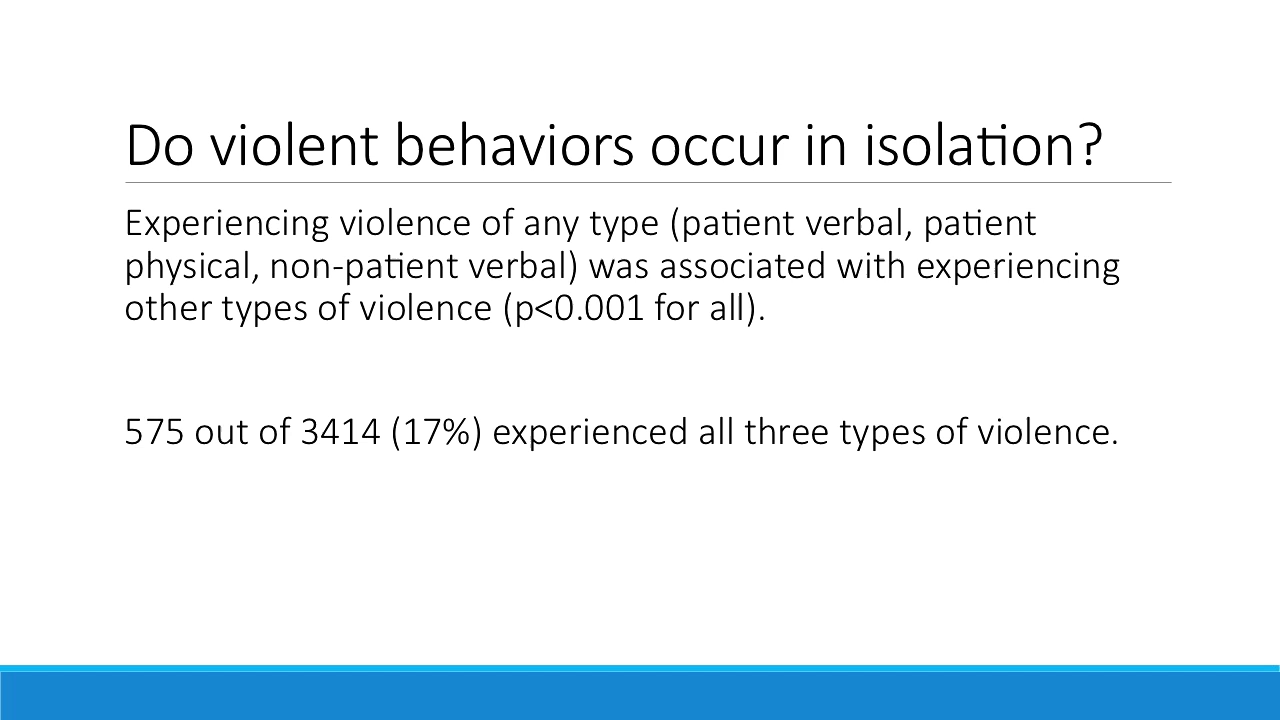 Do violent behaviors occur in isolation?
Experiencing violence of any type (patient verbal, patient
physical, non-patient verbal) was associated with experiencing
other types of violence (p<0.001 for all).
575 out of 3414 (17%) experienced all three types of violence.